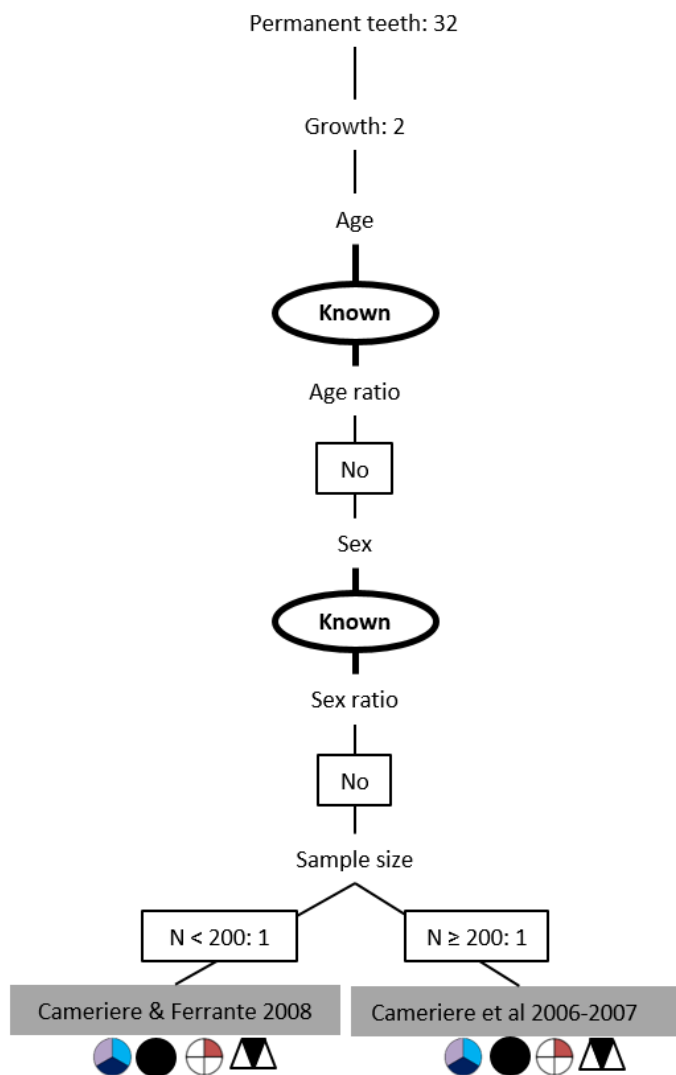 Permanent teeth: 32
Growth: 2
Age
Known
Age ratio
No
Sex
Known
Sex ratio
No
Sample size
N < 200: 1
N ≥ 200: 1
Cameriere & Ferrante 2008
Cameriere et al 2006-2007